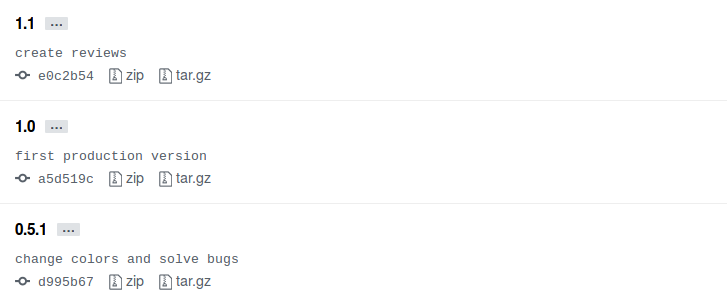 1.1 ...
create reviews
e0c2b54 zip tar.gz
1.0 ...
first production version
a5d519c zip tar.gz
0.5.1 ...
change colors and solve bugs
d995b67 zip tar.gz